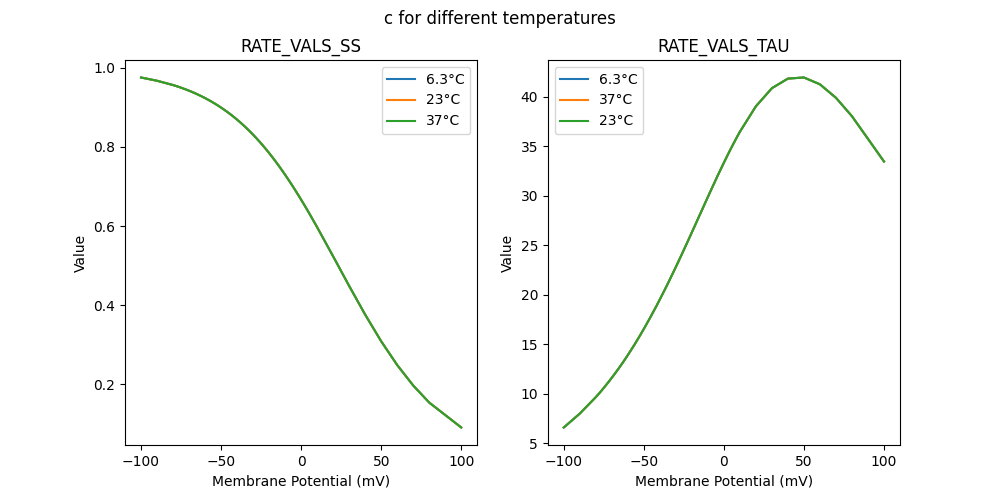 c for different temperatures
RATE_VALS_SS
1.0
0.8
0.6
0.4
0.2
Value
6.3°C
23°C
37°C
−100
−50
0
50
100
Membrane Potential (mV)
RATE_VALS_TAU
40
35
30
25
20
15
10
5
Value
6.3°C
37°C
23°C
−100
−50
0
50
100
Membrane Potential (mV)